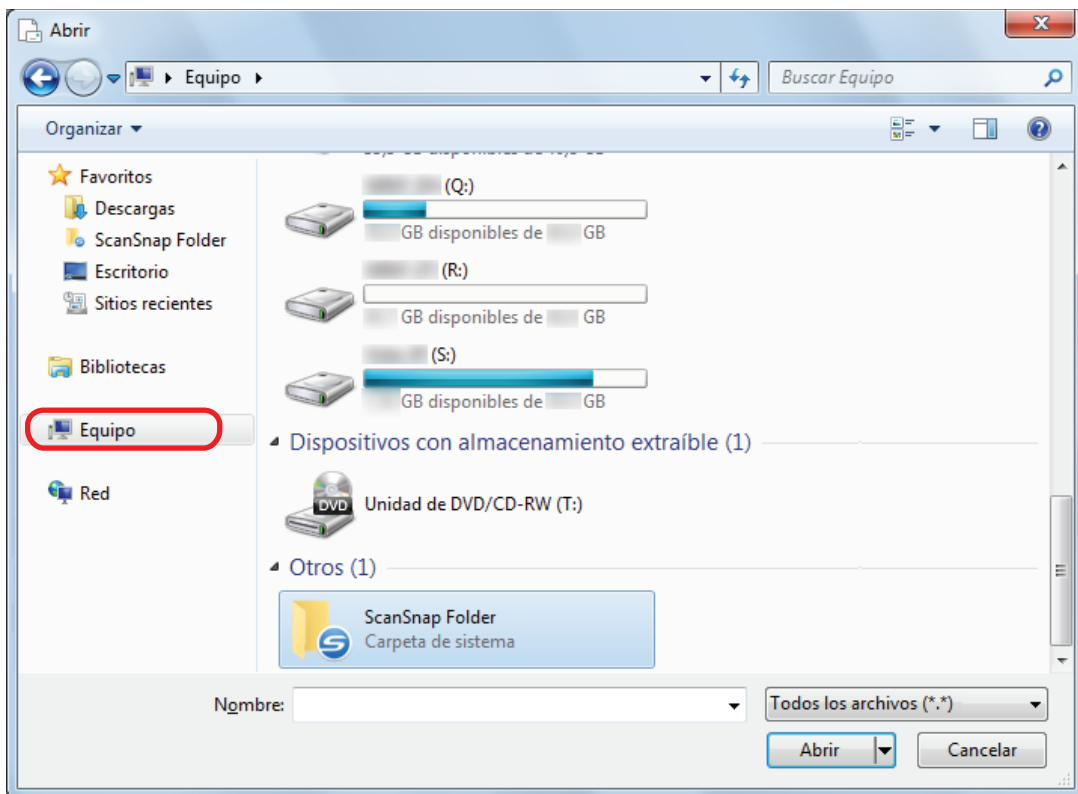 Abrir
Equipo
Buscar Equipo
Organizar
Favoritos
Descargas
ScanSnap Folder
Escritorio
Sitios recientes
Bibliotecas
Equipo
Red
(Q:)
GB disponibles de GB
(R:)
GB disponibles de GB
(S:)
GB disponibles de GB
Dispositivos con almacenamiento extraíble (1)
DVD
Unidad de DVD/CD-RW (T:)
Otros (1)
S
ScanSnap Folder
Carpeta de sistema
Nombre:
Todos los archivos (*.*)
Abrir
Cancelar